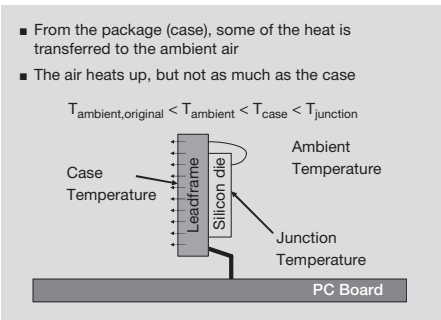 ■ From the package (case), some of the heat is
transferred to the ambient air
■ The air heats up, but not as much as the case
Tambient,original < Tambient < Tcase < Tjunction
Ambient
Temperature
Case
Temperature
Leadframe
Silicon die
Junction
Temperature
PC Board